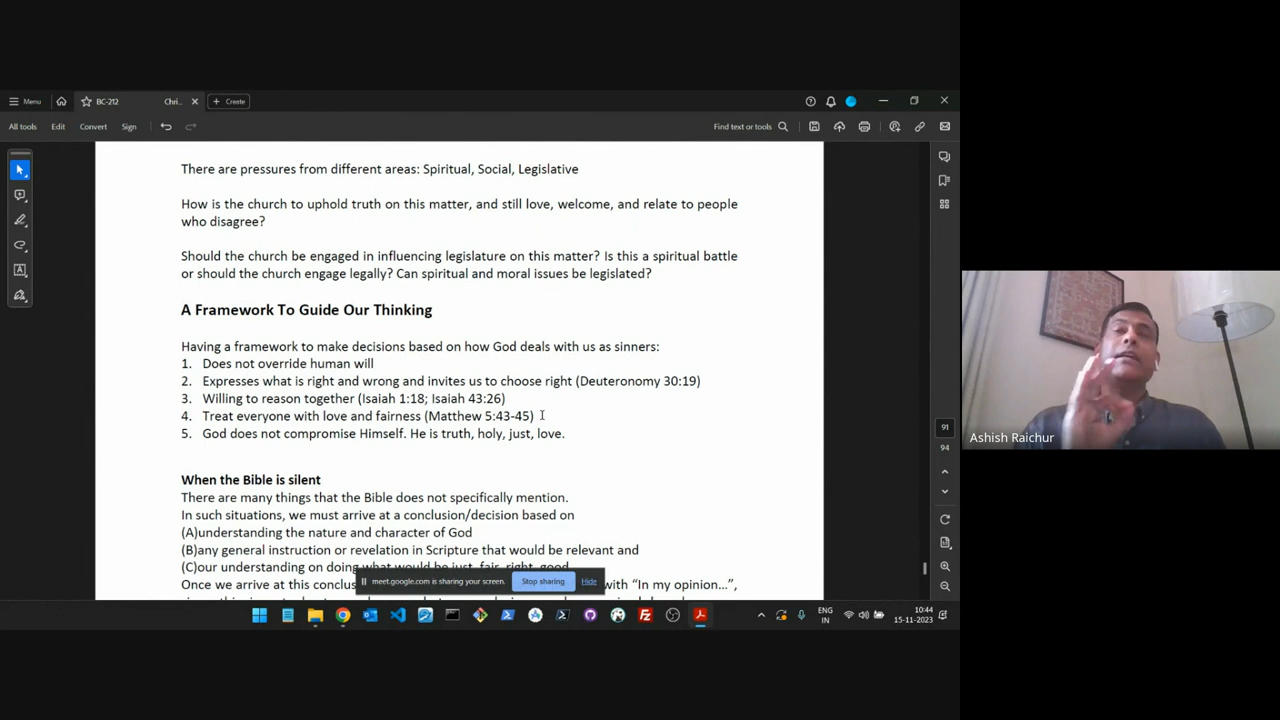 Menu
BC-212
Chri...
Create
All tools
Edit
Convert
Sign
Find text or tools
There are pressures from different areas: Spiritual, Social, Legislative
How is the church to uphold truth on this matter, and still love, welcome, and relate to people
who disagree?
Should the church be engaged in influencing legislature on this matter? Is this a spiritual battle
or should the church engage legally? Can spiritual and moral issues be legislated?
A Framework To Guide Our Thinking
Having a framework to make decisions based on how God deals with us as sinners:
1. Does not override human will
2. Expresses what is right and wrong and invites us to choose right (Deuteronomy 30:19)
3. Willing to reason together (Isaiah 1:18; Isaiah 43:26)
4. Treat everyone with love and fairness (Matthew 5:43-45)
5. God does not compromise Himself. He is truth, holy, just, love.
When the Bible is silent
There are many things that the Bible does not specifically mention.
In such situations, we must arrive at a conclusion/decision based on
(A)understanding the nature and character of God
(B)any general instruction or revelation in Scripture that would be relevant and
(C)our understanding on doing what would be just, fair, right, good
Once we arrive at this conclus
with "In my opinion...",
meet.google.com is sharing your screen.
Stop sharing
Hide
91
94
Ashish Raichur
ENG
IN
10:44
15-11-2023